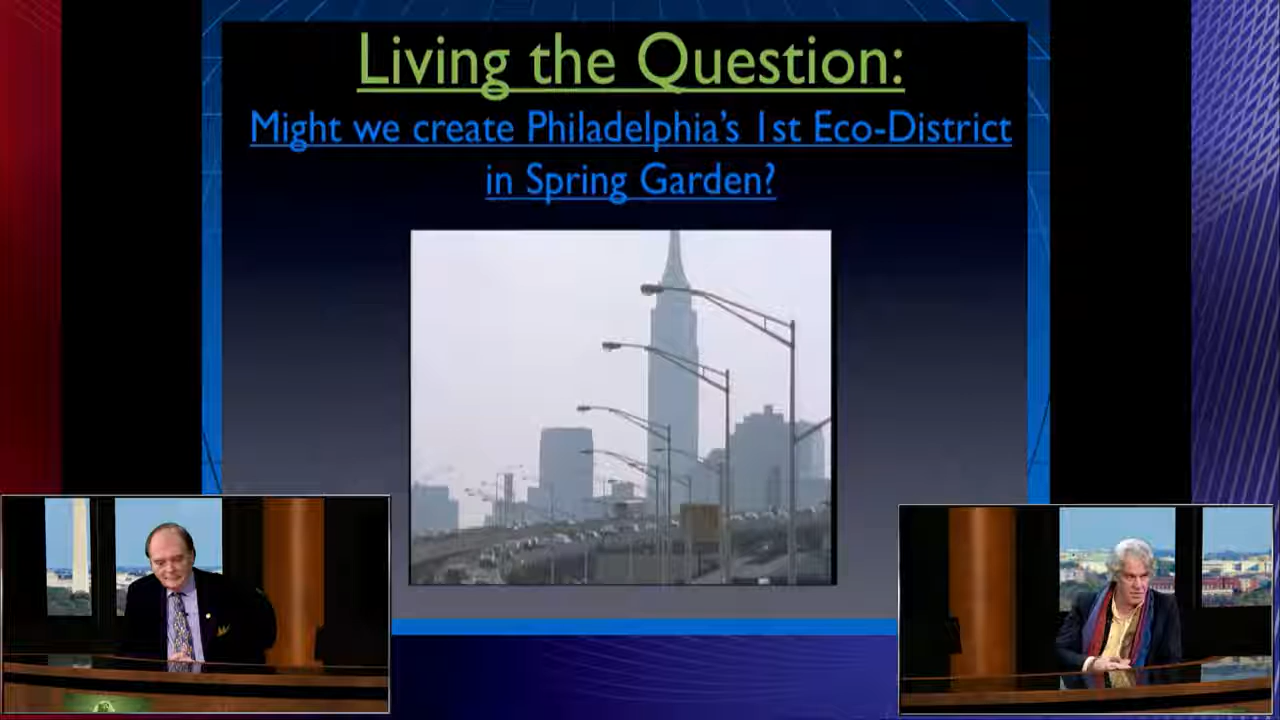 Living the Question:
Might we create Philadelphia's 1st Eco-District
in Spring Garden?